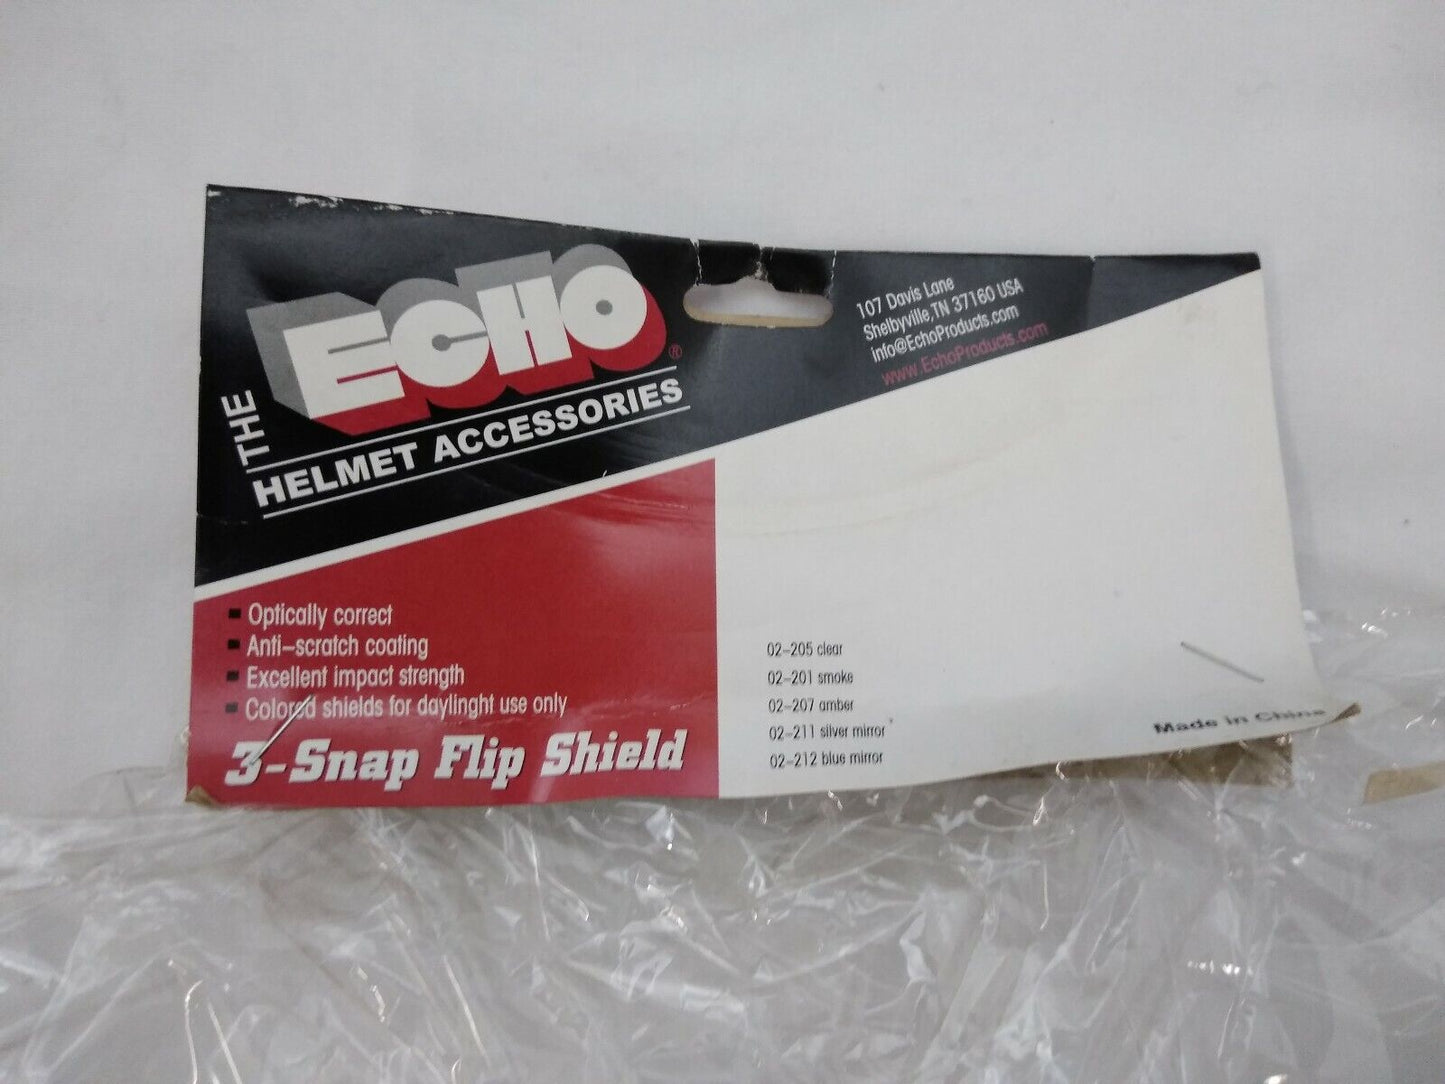 THE ECHO ®
HELMET ACCESSORIES
107 Davis Lane
Shelbyville, TN 37160 USA
info@EchoProducts.com
www.EchoProducts.com
Optically correct
Anti-scratch coating
Excellent impact strength
Colored shields for daylinght use only
3-Snap Flip Shield
02-205 clear
02-201 smoke
02-207 amber
02-211 silver mirror
02-212 blue mirror
Made in China